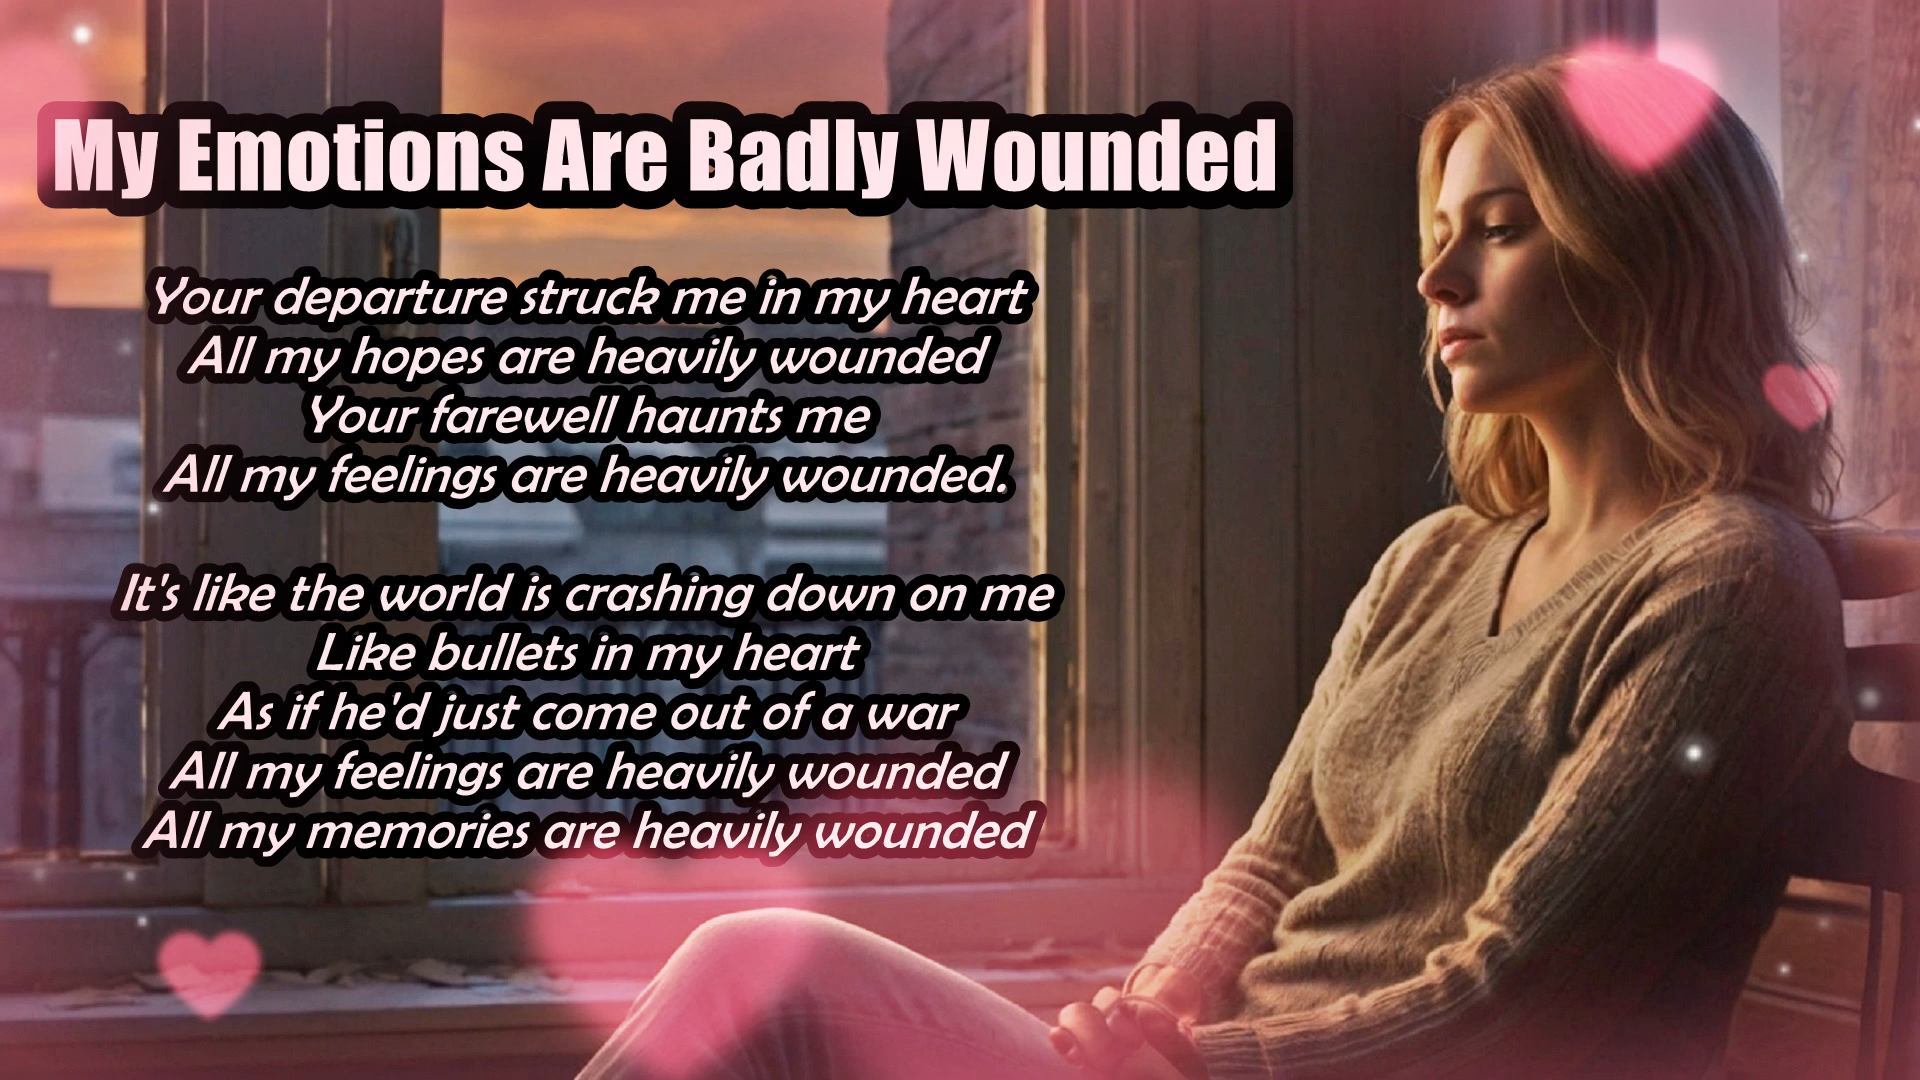 My Emotions Are Badly Wounded
Your departure struck me in my heart
All my hopes are heavily wounded
Your farewell haunts me
All my feelings are heavily wounded.
It's like the world is crashing down on me
Like bullets in my heart
As if he'd just come out of a war
All my feelings are heavily wounded
All my memories are heavily wounded